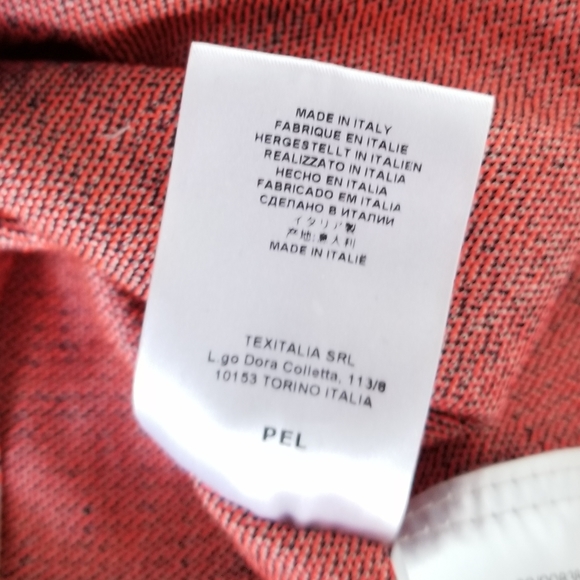 MADE IN ITALY
FABRIQUE EN ITALIE
HERGESTELLT IN ITALIEN
REALIZZATO IN ITALIA
HECHO EN ITALIA
FABRICADO EM ITALIA
СДЕЛАНО В ИТАЛИИ
イタリア製
产地:意大利
MADE IN ITALIË
TEXITALIA SRL
L.go Dora Colletta, 113/8
10153 TORINO ITALIA
PEL